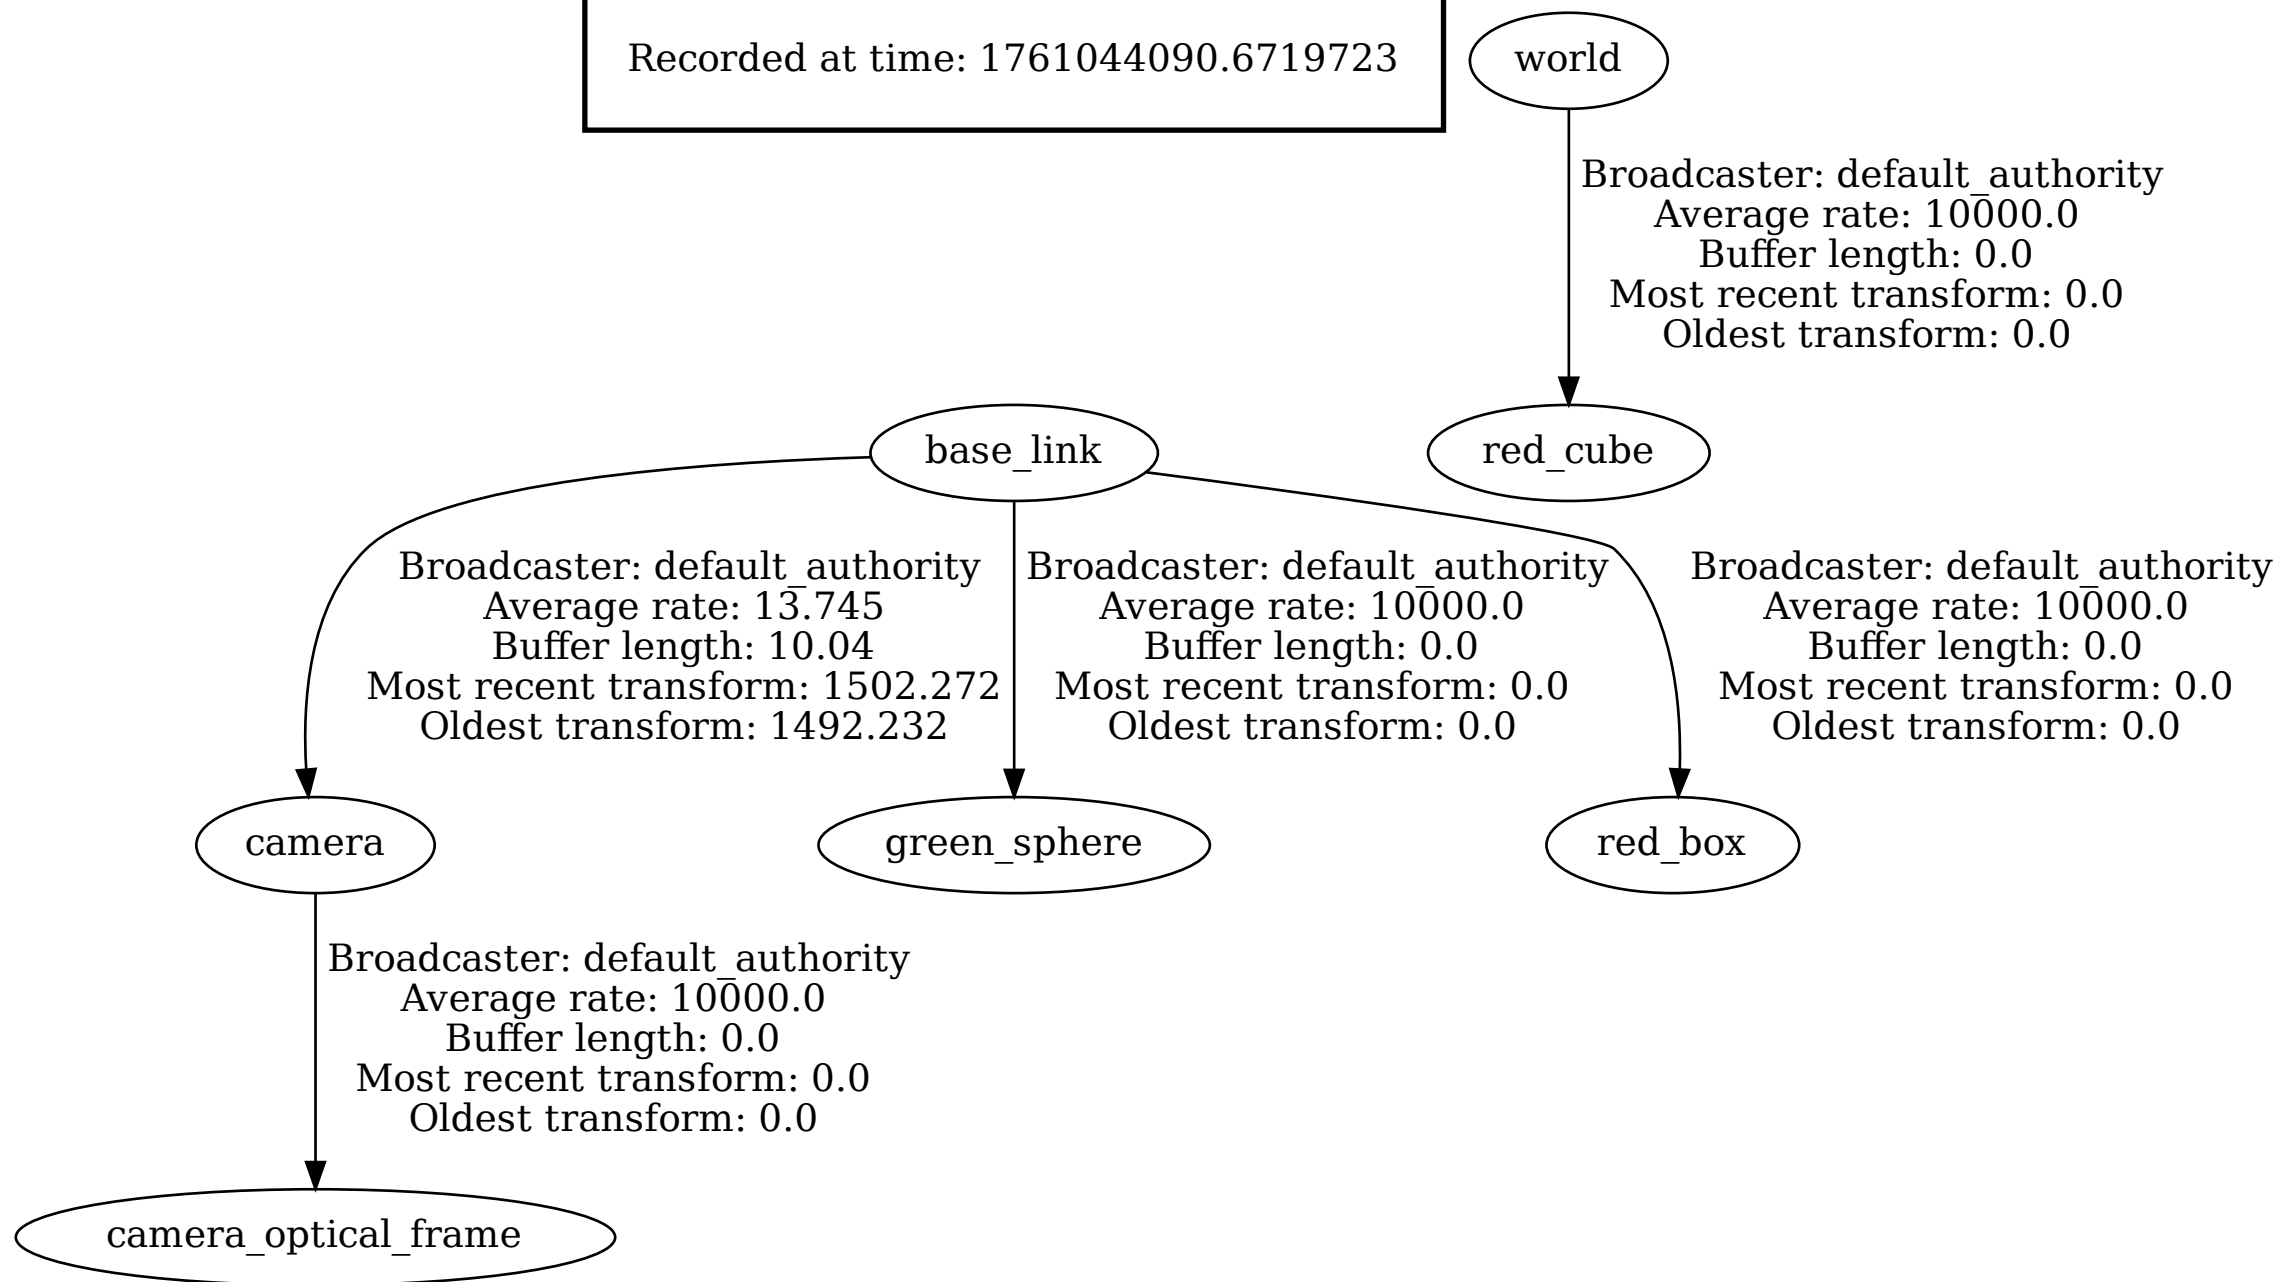 Recorded at time: 1761044090.6719723
world
Broadcaster: default_authority
Average rate: 10000.0
Buffer length: 0.0
Most recent transform: 0.0
Oldest transform: 0.0
base_link
red_cube
Broadcaster: default_authority
Average rate: 13.745
Buffer length: 10.04
Most recent transform: 1502.272
Oldest transform: 1492.232
Broadcaster: default_authority
Average rate: 10000.0
Buffer length: 0.0
Most recent transform: 0.0
Oldest transform: 0.0
Broadcaster: default_authority
Average rate: 10000.0
Buffer length: 0.0
Most recent transform: 0.0
Oldest transform: 0.0
camera
green_sphere
red_box
Broadcaster: default_authority
Average rate: 10000.0
Buffer length: 0.0
Most recent transform: 0.0
Oldest transform: 0.0
camera_optical_frame